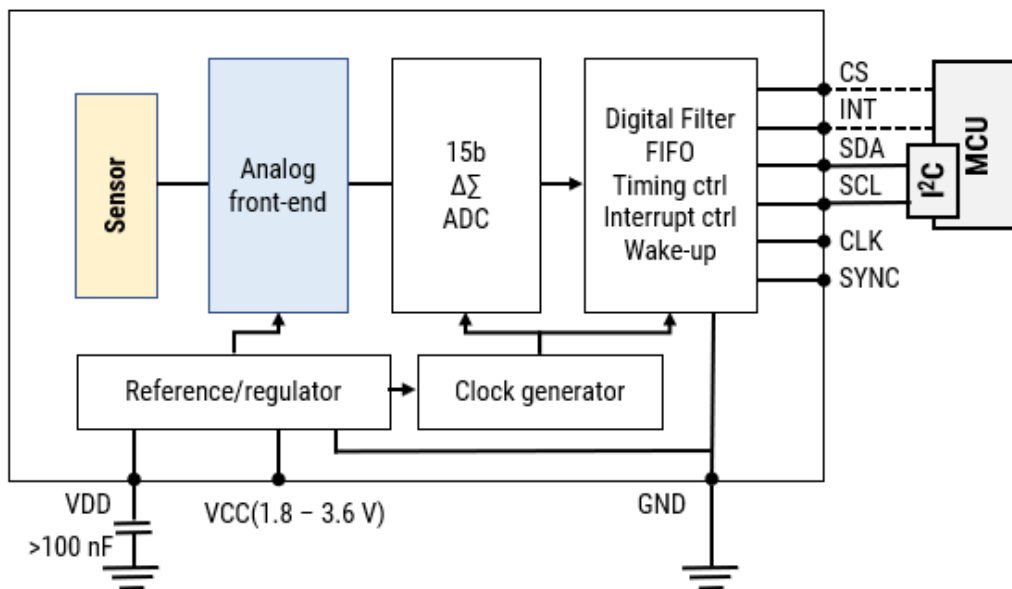 Sensor
Analog
front-end
15b
ΔΣ
ADC
Digital Filter
FIFO
Timing ctrl
Interrupt ctrl
Wake-up
CS
INT
SDA
SCL
CLK
SYNC
I²C
MCU
Reference/regulator
Clock generator
VDD
>100 nF
VCC(1.8 – 3.6 V)
GND